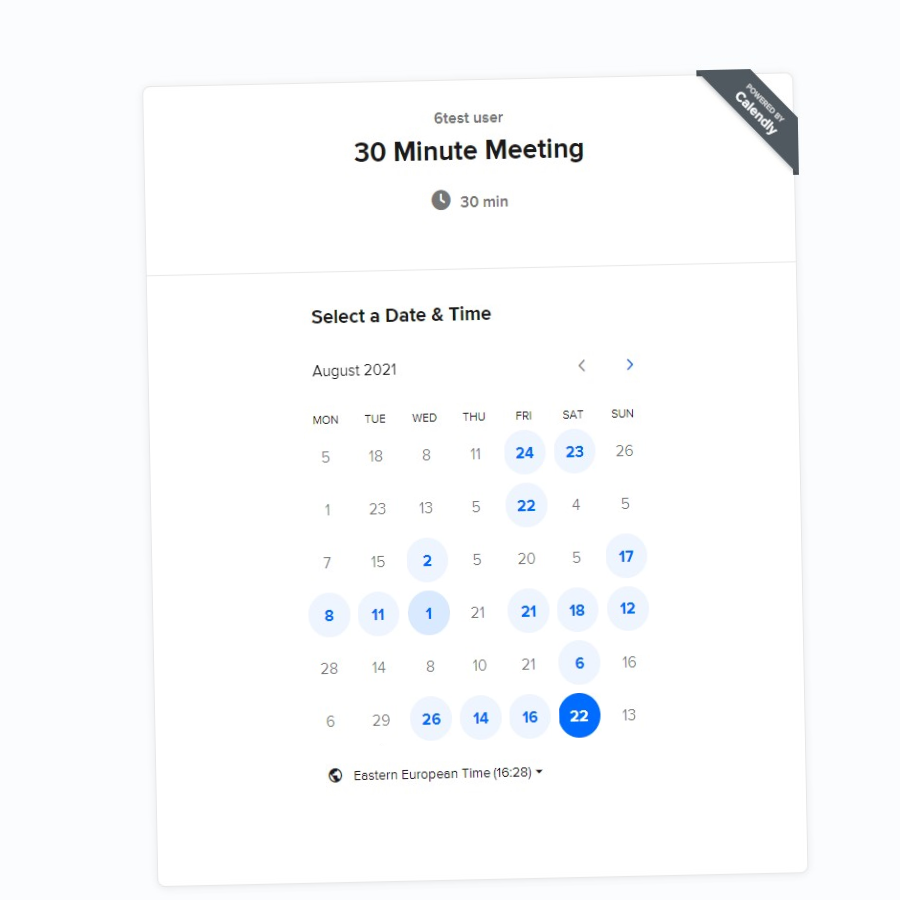 POWERED BY
Calendly
6test user
30 Minute Meeting
30 min
Select a Date & Time
August 2021
MON TUE WED THU FRI SAT SUN
5 18 8 11 24 23 26
1 23 13 5 22 4 5
7 15 2 5 20 5 17
8 11 1 21 21 18 12
28 14 8 10 21 6 16
6 29 26 14 16 22 13
Eastern European Time (16:28)